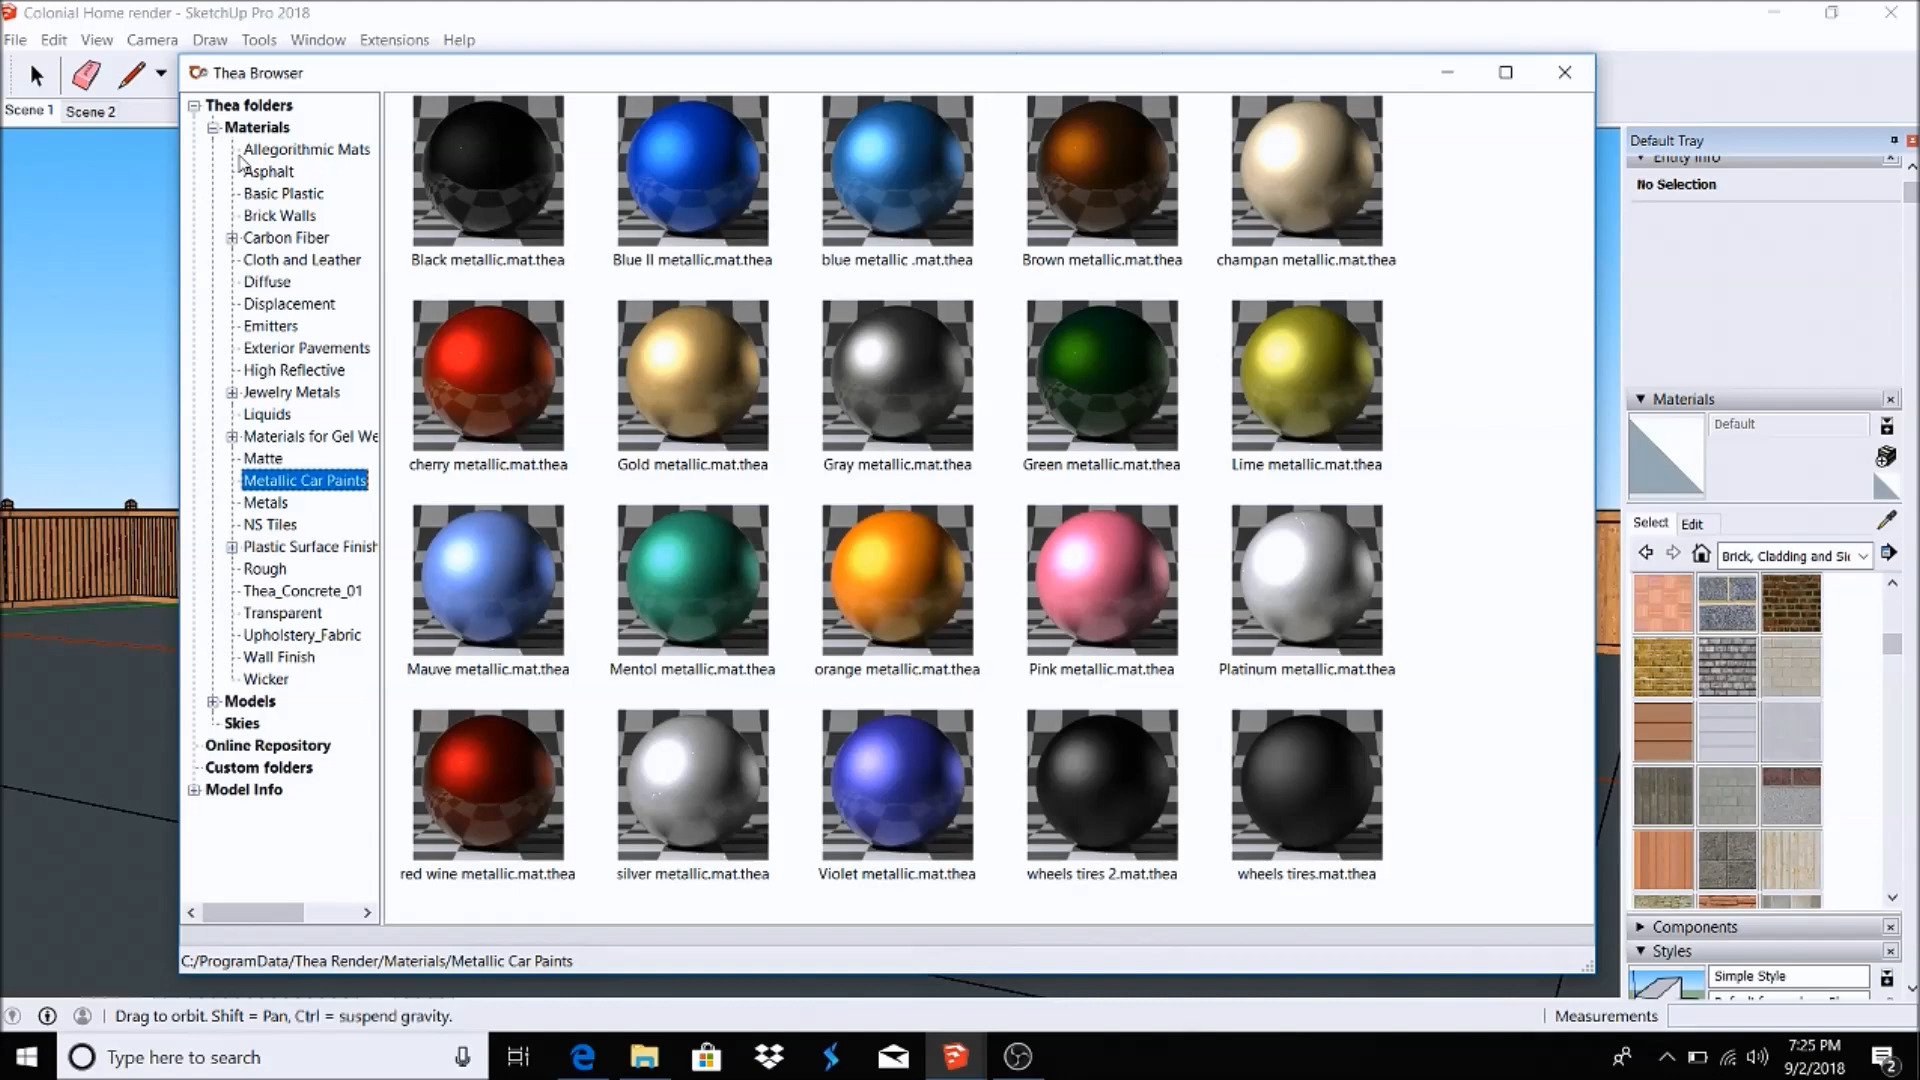 Colonial Home render - SketchUp Pro 2018
File Edit View Camera Draw Tools Window Extensions Help
Thea Browser
Scene 1 Scene 2
Thea folders
Materials
Allegorithmic Mats
Asphalt
Basic Plastic
Brick Walls
Carbon Fiber
Cloth and Leather
Diffuse
Displacement
Emitters
Exterior Pavements
High Reflective
Jewelry Metals
Liquids
Materials for Gel We
Matte
Metallic Car Paints
Metals
NS Tiles
Plastic Surface Finish
Rough
Thea_Concrete_01
Transparent
Upholstery_Fabric
Wall Finish
Wicker
Models
Skies
Online Repository
Custom folders
Model Info
Black metallic.mat.thea Blue II metallic.mat.thea blue metallic .mat.thea Brown metallic.mat.thea champan metallic.mat.thea
cherry metallic.mat.thea Gold metallic.mat.thea Gray metallic.mat.thea Green metallic.mat.thea Lime metallic.mat.thea
Mauve metallic.mat.thea Mentol metallic.mat.thea orange metallic.mat.thea Pink metallic.mat.thea Platinum metallic.mat.thea
red wine metallic.mat.thea silver metallic.mat.thea Violet metallic.mat.thea wheels tires 2.mat.thea wheels tires.mat.thea
C:/ProgramData/Thea Render/Materials/Metallic Car Paints
Default Tray
Entity Info
No Selection
Materials
Default
Select Edit
Brick, Cladding and Si
Components
Styles
Simple Style
Drag to orbit. Shift = Pan, Ctrl = suspend gravity.
Measurements
Type here to search
7:25 PM
9/2/2018
2